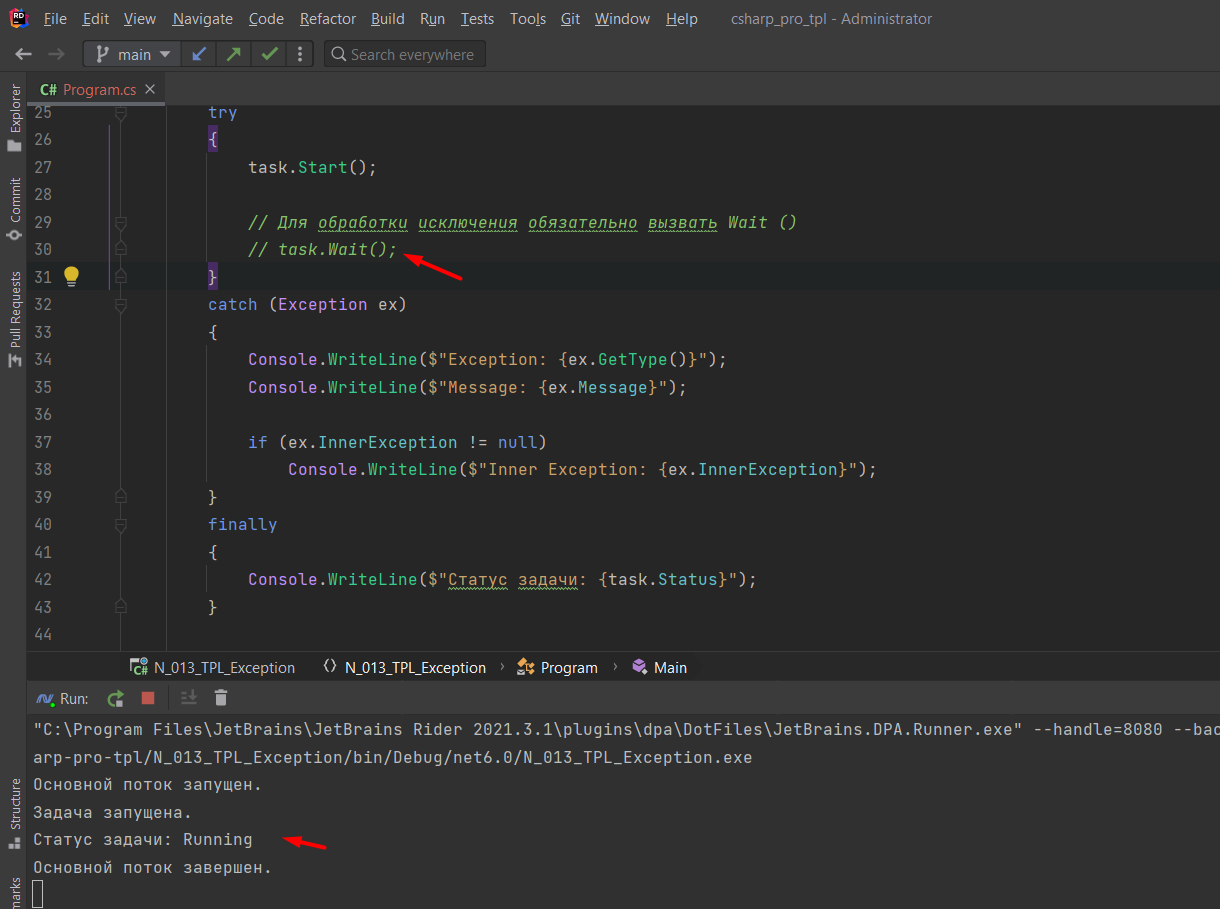 File Edit View Navigate Code Refactor Build Run Tests Tools Git Window Help csharp_pro_tpl - Administrator
main Search everywhere
C# Program.cs
Explorer
Commit
Pull Requests
25 try
26 {
27 task.Start();
28
29 // Для обработки исключения обязательно вызвать Wait ()
30 // task.Wait();
31 }
32 catch (Exception ex)
33 {
34 Console.WriteLine($"Exception: {ex.GetType()}");
35 Console.WriteLine($"Message: {ex.Message}");
36
37 if (ex.InnerException != null)
38 Console.WriteLine($"Inner Exception: {ex.InnerException}");
39 }
40 finally
41 {
42 Console.WriteLine($"Статус задачи: {task.Status}");
43 }
44
C# N_013_TPL_Exception N_013_TPL_Exception Program Main
Run:
"C:\Program Files\JetBrains\JetBrains Rider 2021.3.1\plugins\dpa\DotFiles\JetBrains.DPA.Runner.exe" --handle=8080 --bac
arp-pro-tpl/N_013_TPL_Exception/bin/Debug/net6.0/N_013_TPL_Exception.exe
Основной поток запущен.
Задача запущена.
Статус задачи: Running
Основной поток завершен.
Structure
marks